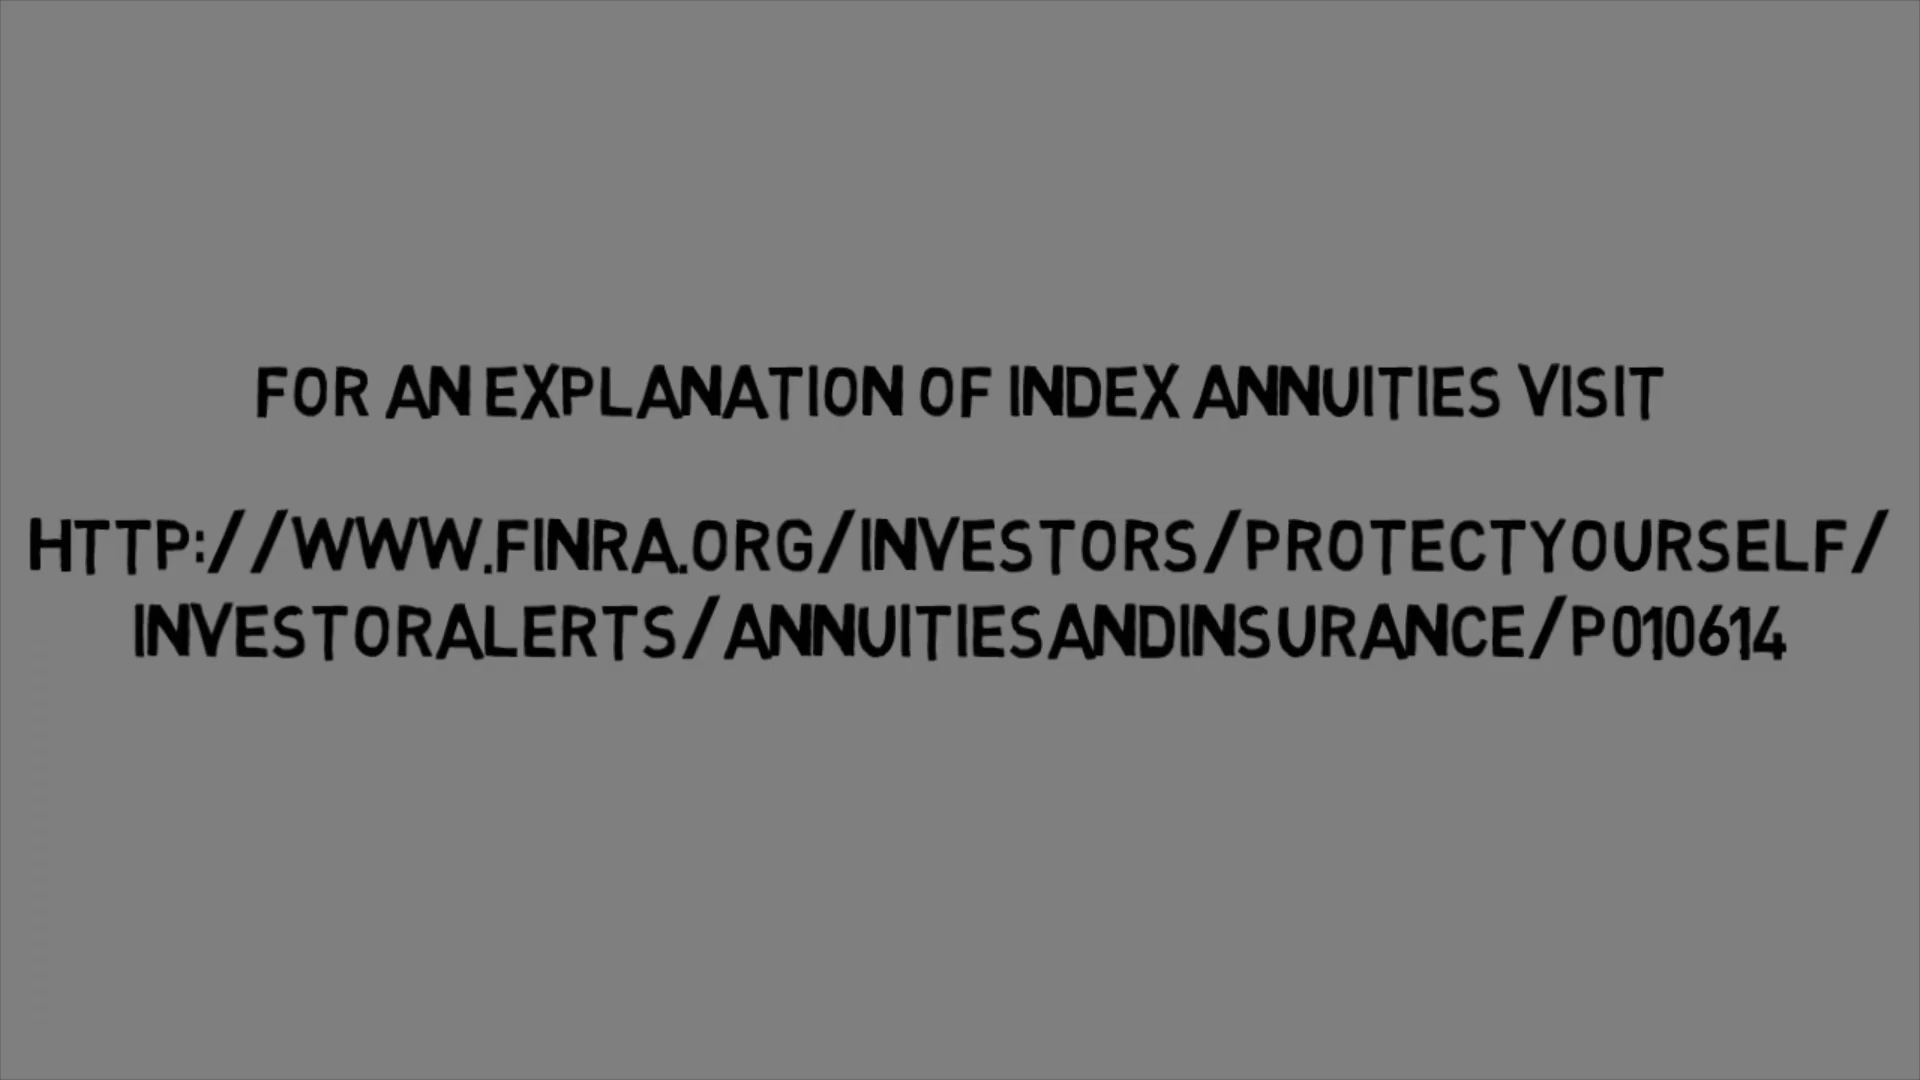 FOR AN EXPLANATION OF INDEX ANNUITIES VISIT
HTTP://WWW.FINRA.ORG/INVESTORS/PROTECTYOURSELF/
INVESTORALERTS/ANNUITIESANDINSURANCE/P010614